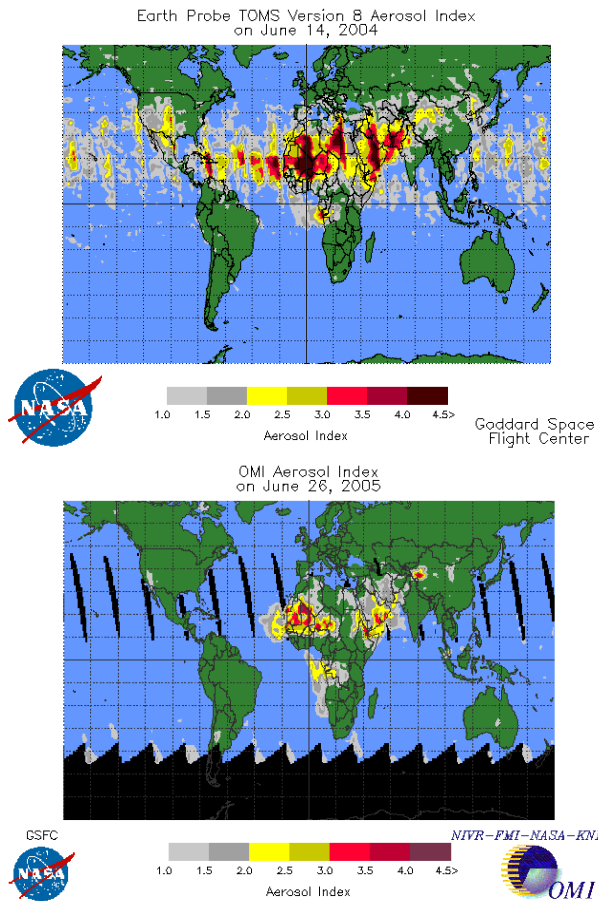 Earth Probe TOMS Version 8 Aerosol Index
on June 14, 2004
NASA
1.0 1.5 2.0 2.5 3.0 3.5 4.0 4.5>
Aerosol Index
Goddard Space
Flight Center
OMI Aerosol Index
on June 26, 2005
GSFC
NASA
1.0 1.5 2.0 2.5 3.0 3.5 4.0 4.5>
Aerosol Index
NIVR-FMI-NASA-KN
OMI